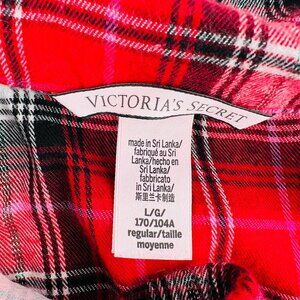 VICTORIA'S SECRET
made in Sri Lanka/
fabriqué au Sri
Lanka/hecho en
Sri Lanka/
fabbricato
in Sri Lanka/
斯里兰卡制造
L/G/
170/104A
regular/taille
moyenne